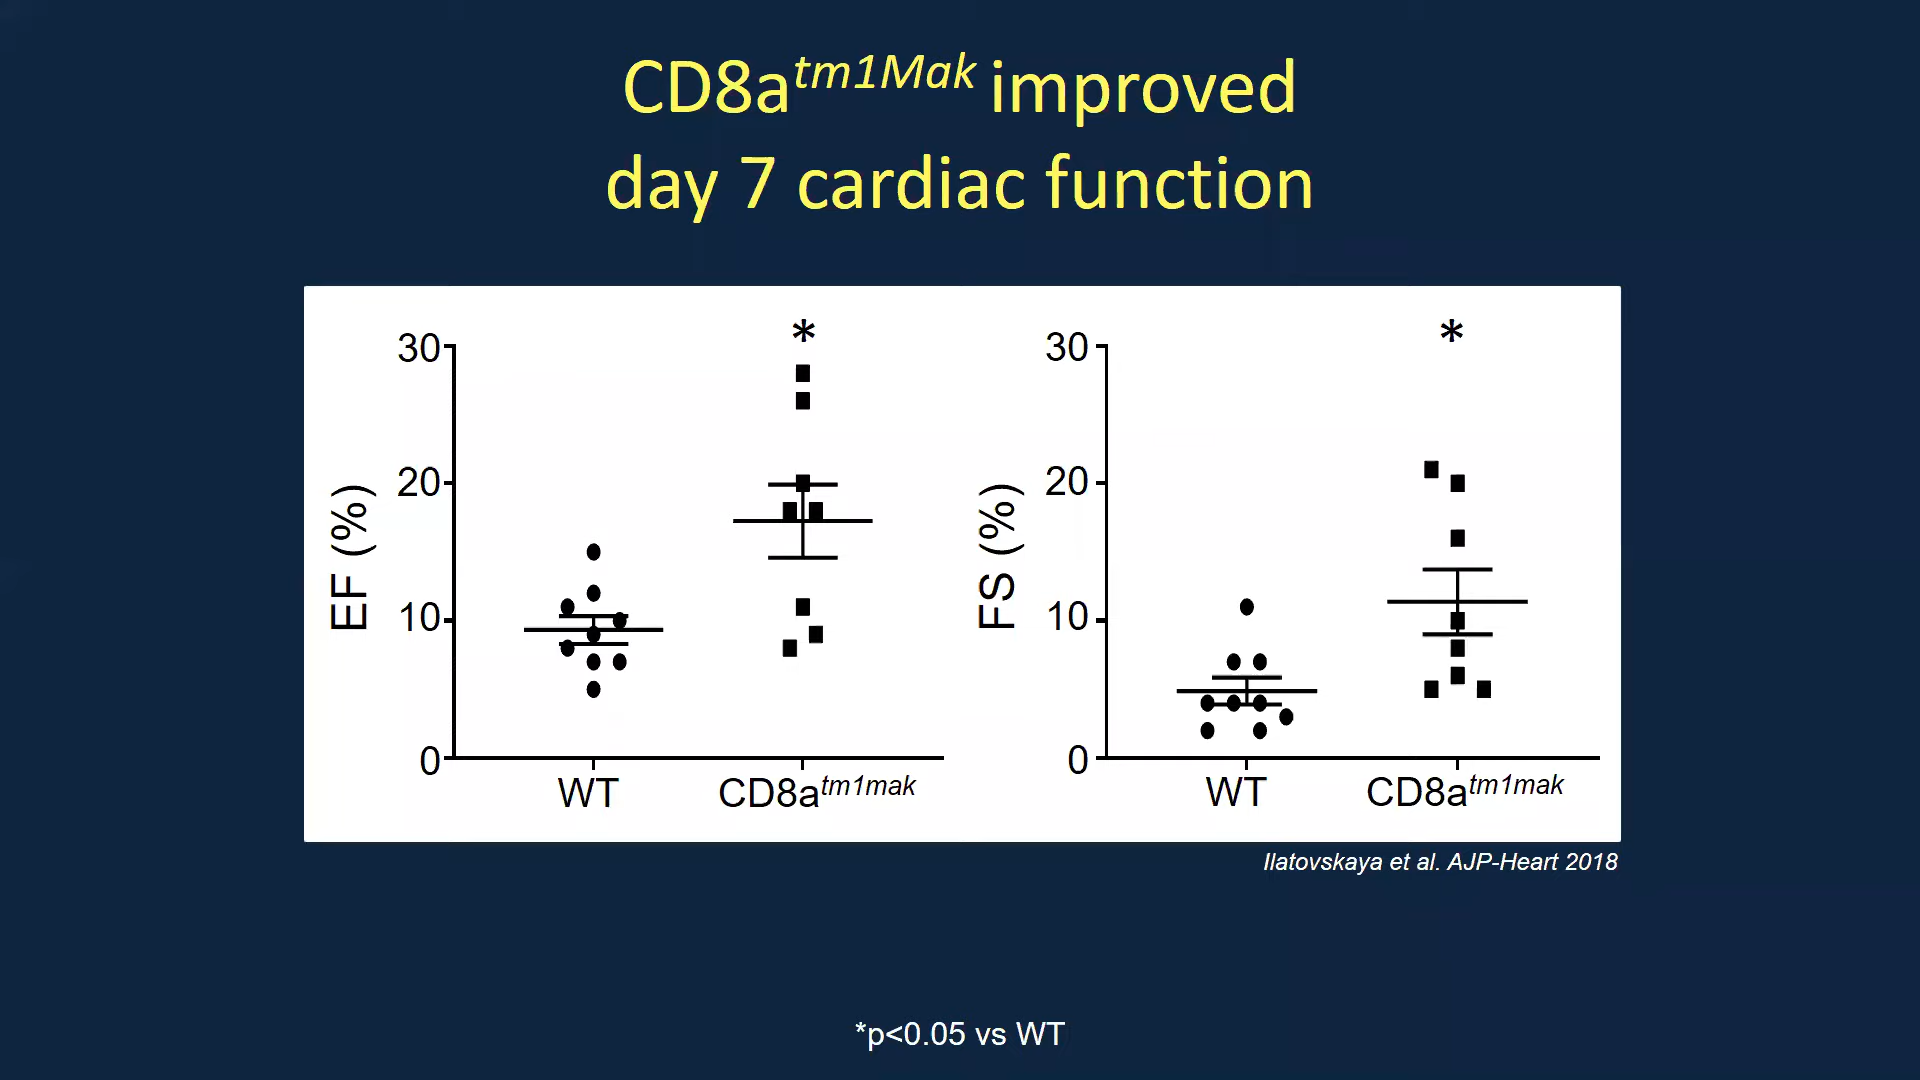 CD8atm1Mak improved
day 7 cardiac function
*
30
20
10
0
EF (%)
WT
CD8atm1mak
*
30
20
10
0
FS (%)
WT
CD8atm1mak
Ilatovskaya et al. AJP-Heart 2018
*p<0.05 vs WT